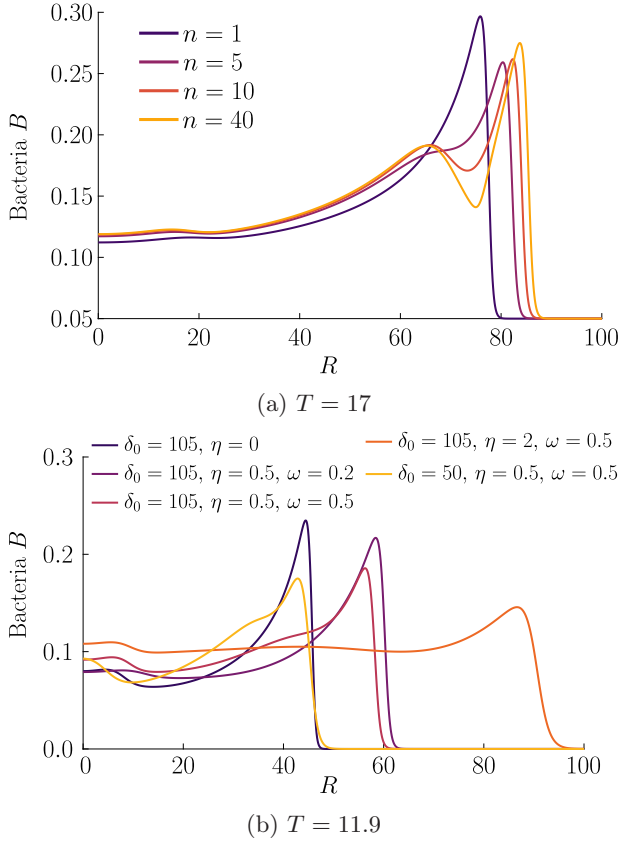 0.30
0.25
0.20
0.15
0.10
0.05
Bacteria B
n = 1
n = 5
n = 10
n = 40
0 20 40 60 80 100
R
(a) T = 17
δ₀ = 105, η = 0
δ₀ = 105, η = 0.5, ω = 0.2
δ₀ = 105, η = 0.5, ω = 0.5
δ₀ = 105, η = 2, ω = 0.5
δ₀ = 50, η = 0.5, ω = 0.5
0.3
0.2
0.1
0.0
Bacteria B
0 20 40 60 80 100
R
(b) T = 11.9